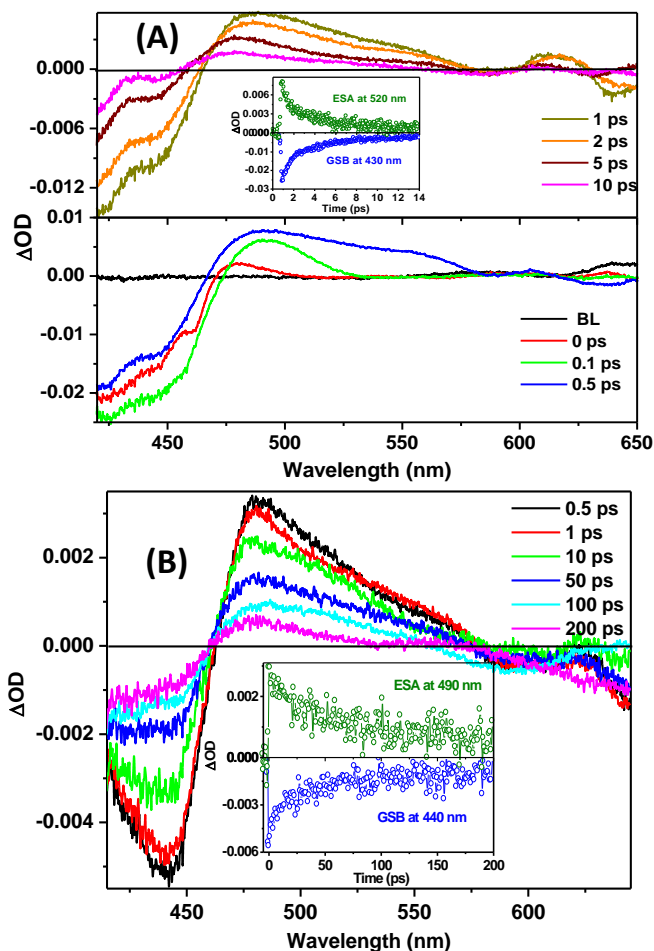 (A)
0.000
-0.006
-0.012
ΔOD
1 ps
2 ps
5 ps
10 ps
ESA at 520 nm
GSB at 430 nm
0.006
0.003
0.000
-0.01
-0.03
ΔOD
0 2 4 6 8 10 12 14
Time (ps)
0.01
0.00
-0.01
-0.02
ΔOD
BL
0 ps
0.1 ps
0.5 ps
450 500 550 600 650
Wavelength (nm)
(B)
0.002
0.000
-0.002
-0.004
ΔOD
0.5 ps
1 ps
10 ps
50 ps
100 ps
200 ps
ESA at 490 nm
GSB at 440 nm
0.002
0.000
-0.003
-0.006
ΔOD
0 50 100 150 200
Time (ps)
450 500 550 600
Wavelength (nm)